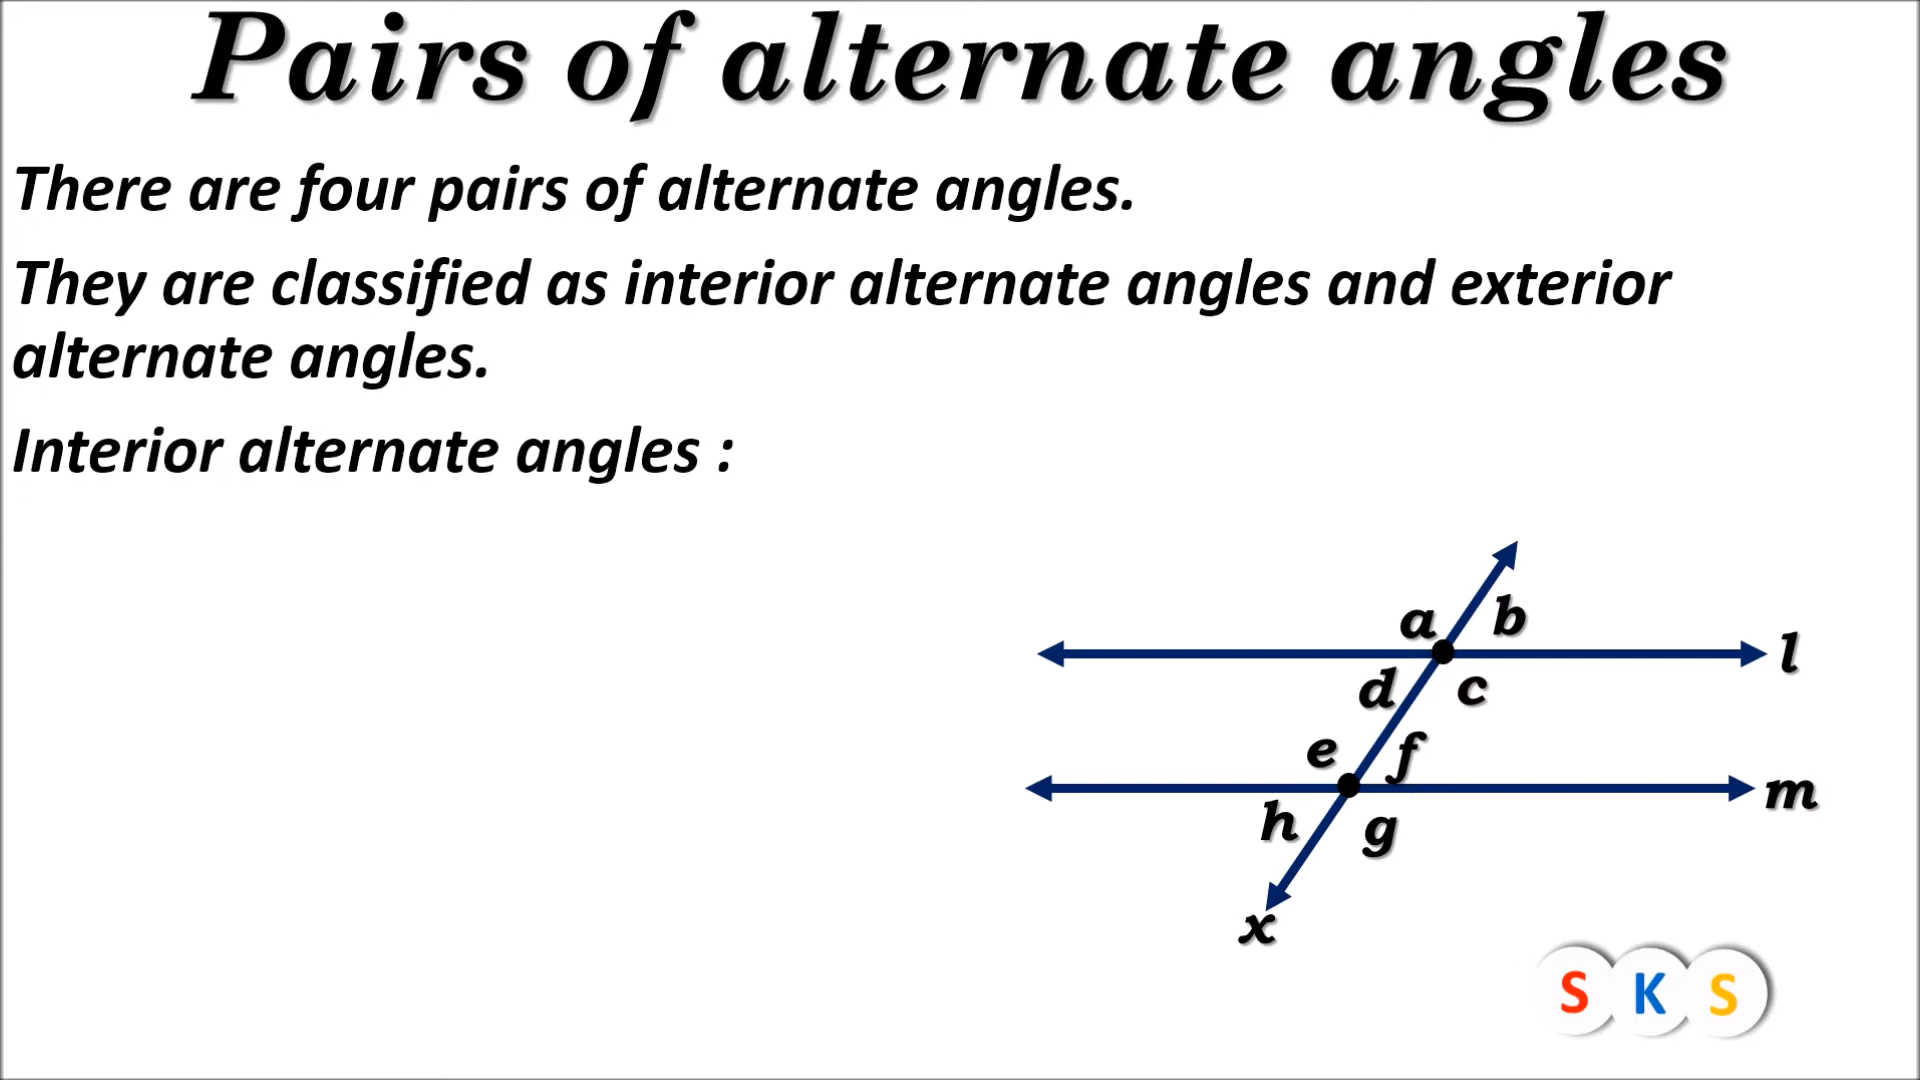 Pairs of alternate angles
There are four pairs of alternate angles.
They are classified as interior alternate angles and exterior
alternate angles.
Interior alternate angles :
a b
l
d c
e f
m
h g
x
S K S